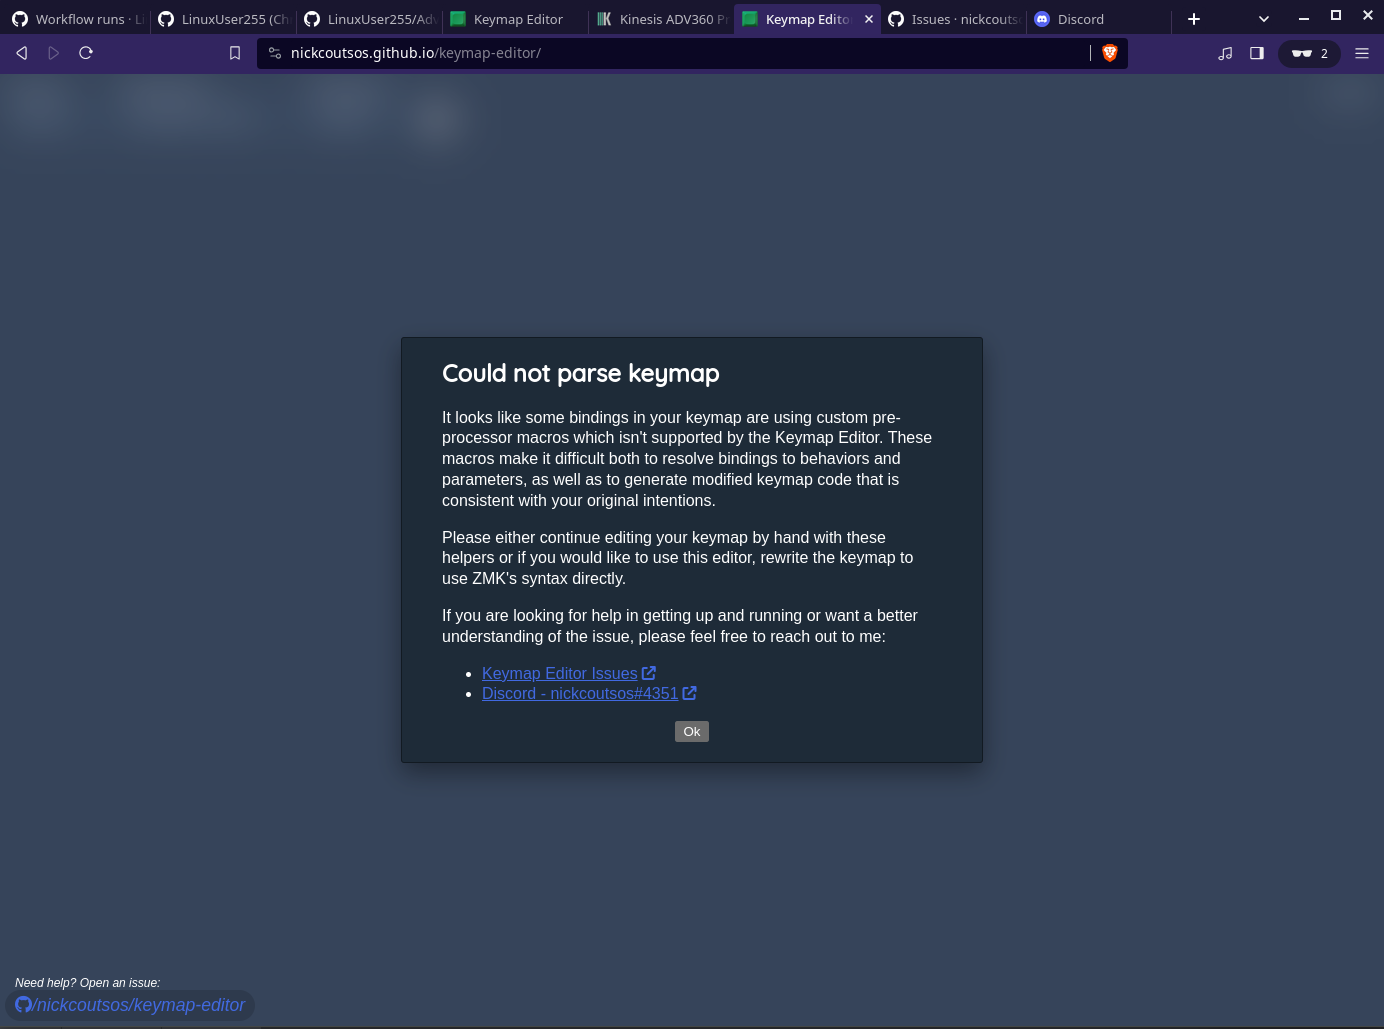 Workflow runs · Li
LinuxUser255 (Ch
LinuxUser255/Adv
Keymap Editor
Kinesis ADV360 P
Keymap Edito
Issues · nickcouts
Discord
nickcoutsos.github.io/keymap-editor/
2
Could not parse keymap
It looks like some bindings in your keymap are using custom pre-
processor macros which isn't supported by the Keymap Editor. These
macros make it difficult both to resolve bindings to behaviors and
parameters, as well as to generate modified keymap code that is
consistent with your original intentions.
Please either continue editing your keymap by hand with these
helpers or if you would like to use this editor, rewrite the keymap to
use ZMK's syntax directly.
If you are looking for help in getting up and running or want a better
understanding of the issue, please feel free to reach out to me:
Keymap Editor Issues
Discord - nickcoutsos#4351
Ok
Need help? Open an issue:
/nickcoutsos/keymap-editor